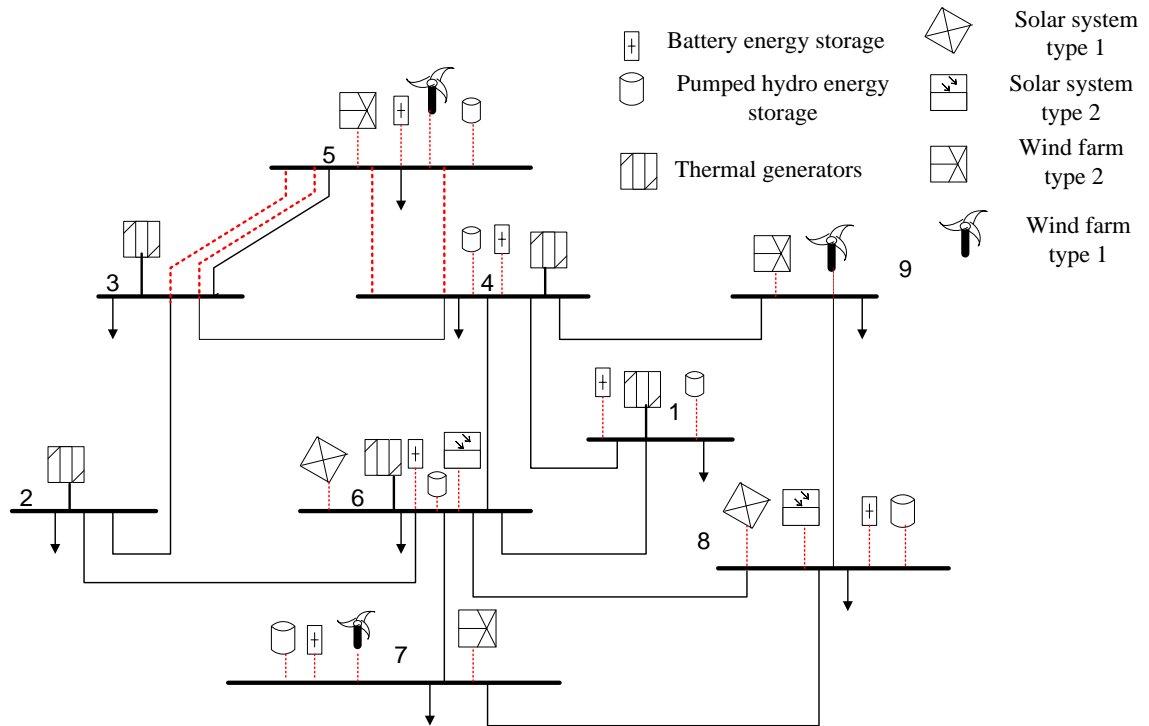 Battery energy storage
Solar system
type 1
Pumped hydro energy
storage
Solar system
type 2
Thermal generators
Wind farm
type 2
Wind farm
type 1
5
3
4
9
1
2
6
8
7